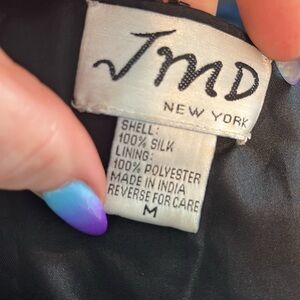 JMD
NEW YORK
SHELL:
100% SILK
LINING:
100% POLYESTER
MADE IN INDIA
REVERSE FOR CARE
M